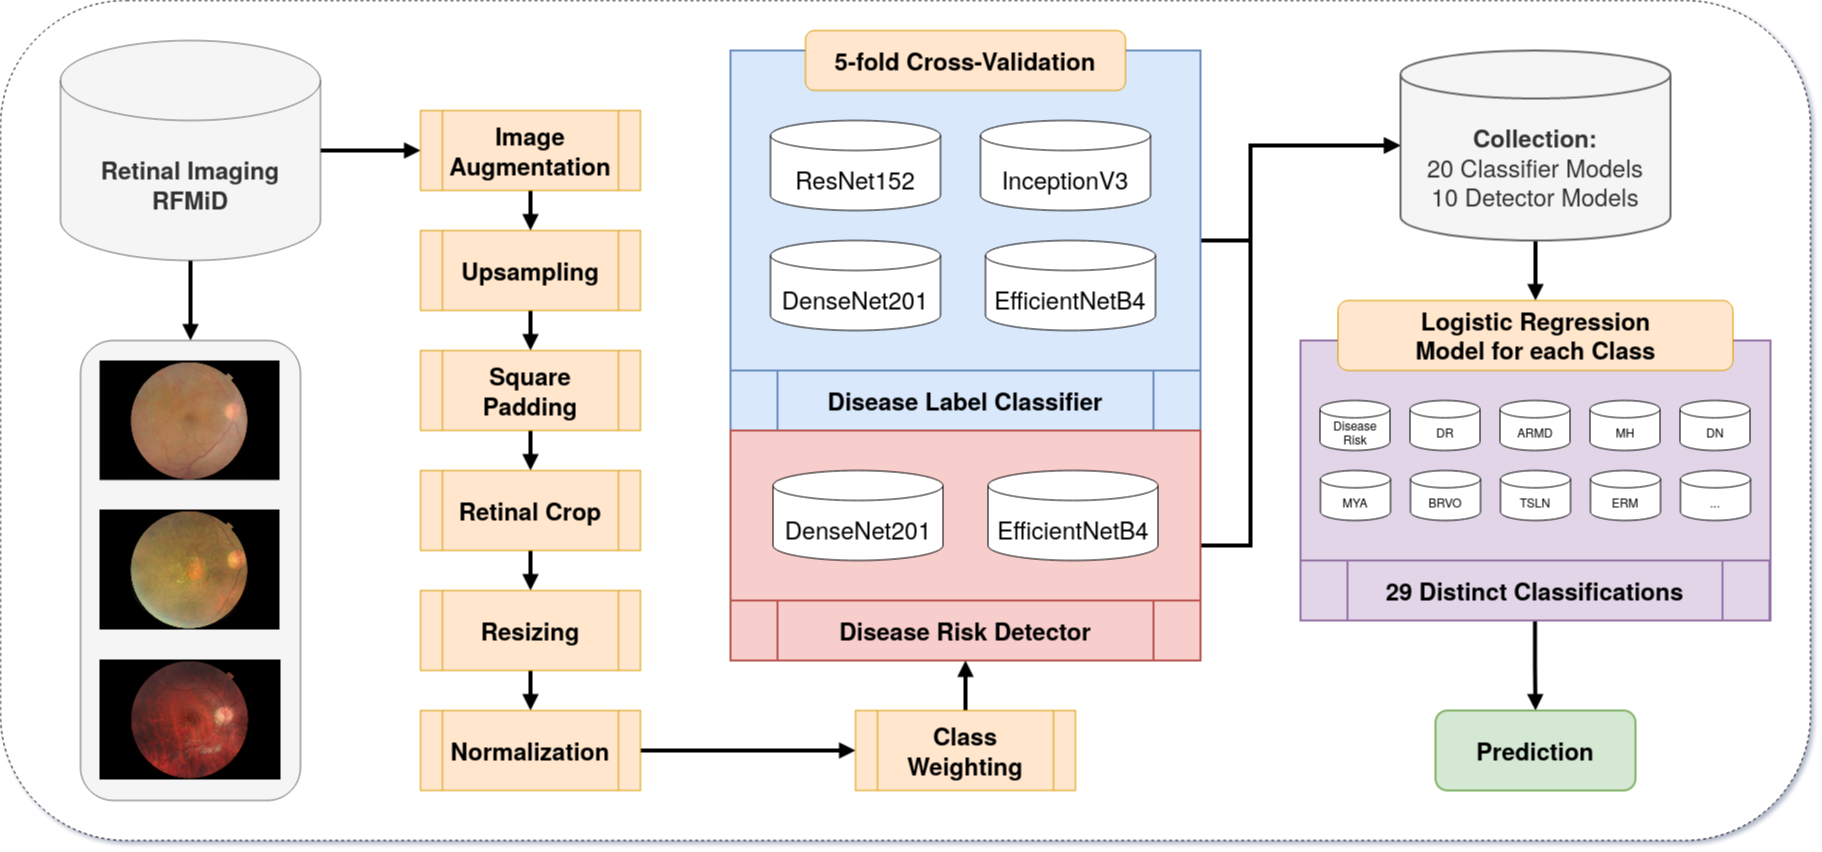 Retinal Imaging
RFMiD
Image
Augmentation
Upsampling
Square
Padding
Retinal Crop
Resizing
Normalization
Class
Weighting
5-fold Cross-Validation
ResNet152
InceptionV3
DenseNet201
EfficientNetB4
Disease Label Classifier
DenseNet201
EfficientNetB4
Disease Risk Detector
Collection:
20 Classifier Models
10 Detector Models
Logistic Regression
Model for each Class
Disease
Risk
DR
ARMD
MH
DN
MYA
BRVO
TSLN
ERM
...
29 Distinct Classifications
Prediction